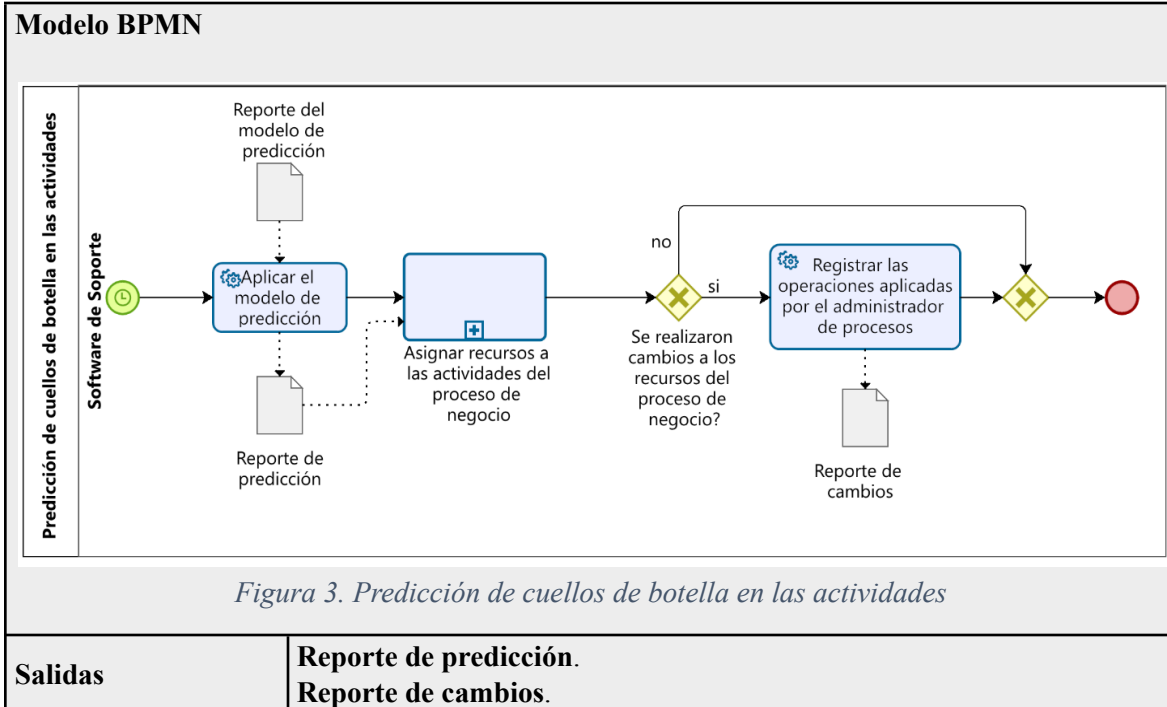 Modelo BPMN
Predicción de cuellos de botella en las actividades
Software de Soporte
Reporte del
modelo de
predicción
Aplicar el
modelo de
predicción
Reporte de
predicción
Asignar recursos a
las actividades del
proceso de
negocio
no
si
Se realizaron
cambios a los
recursos del
proceso de
negocio?
Registrar las
operaciones aplicadas
por el administrador
de procesos
Reporte de
cambios
Figura 3. Predicción de cuellos de botella en las actividades
Salidas
Reporte de predicción.
Reporte de cambios.